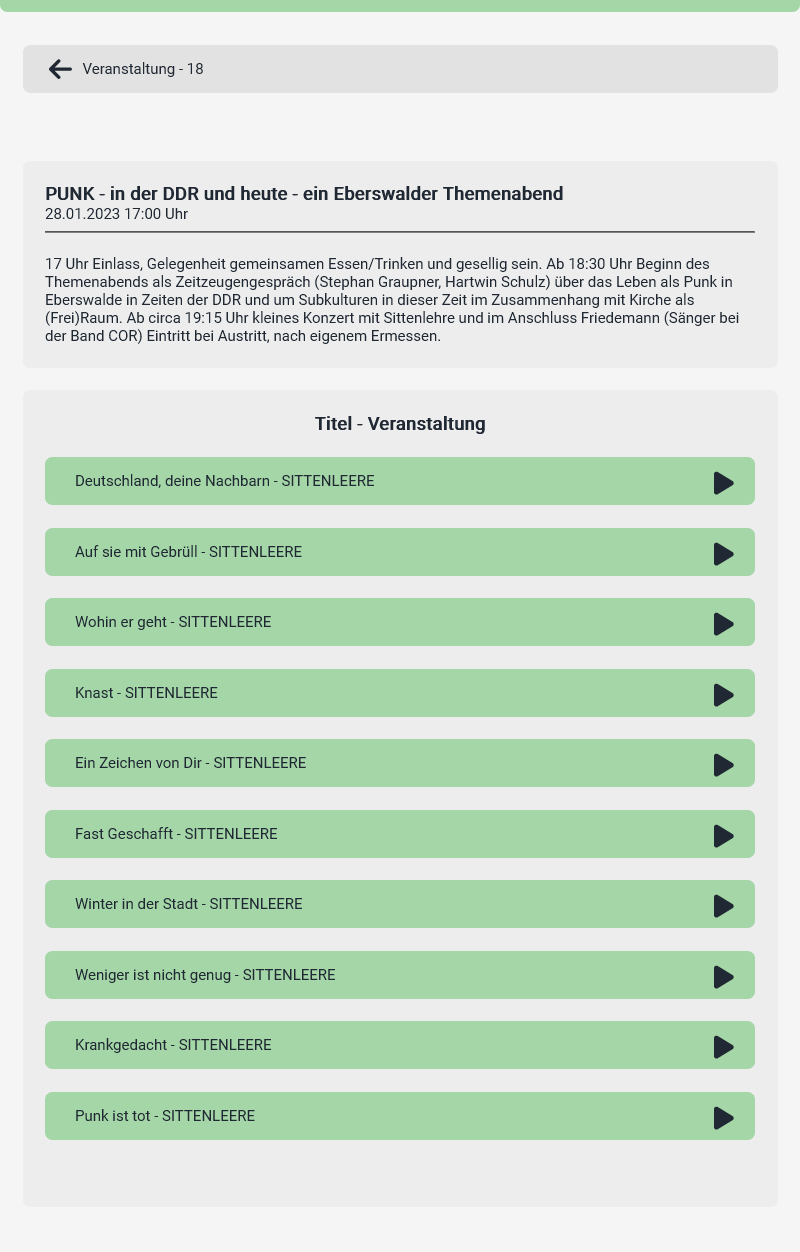 Veranstaltung - 18
PUNK - in der DDR und heute - ein Eberswalder Themenabend
28.01.2023 17:00 Uhr
17 Uhr Einlass, Gelegenheit gemeinsamen Essen/Trinken und gesellig sein. Ab 18:30 Uhr Beginn des
Themenabends als Zeitzeugengespräch (Stephan Graupner, Hartwin Schulz) über das Leben als Punk in
Eberswalde in Zeiten der DDR und um Subkulturen in dieser Zeit im Zusammenhang mit Kirche als
(Frei)Raum. Ab circa 19:15 Uhr kleines Konzert mit Sittenlehre und im Anschluss Friedemann (Sänger bei
der Band COR) Eintritt bei Austritt, nach eigenem Ermessen.
Titel - Veranstaltung
Deutschland, deine Nachbarn - SITTENLEERE
Auf sie mit Gebrüll - SITTENLEERE
Wohin er geht - SITTENLEERE
Knast - SITTENLEERE
Ein Zeichen von Dir - SITTENLEERE
Fast Geschafft - SITTENLEERE
Winter in der Stadt - SITTENLEERE
Weniger ist nicht genug - SITTENLEERE
Krankgedacht - SITTENLEERE
Punk ist tot - SITTENLEERE